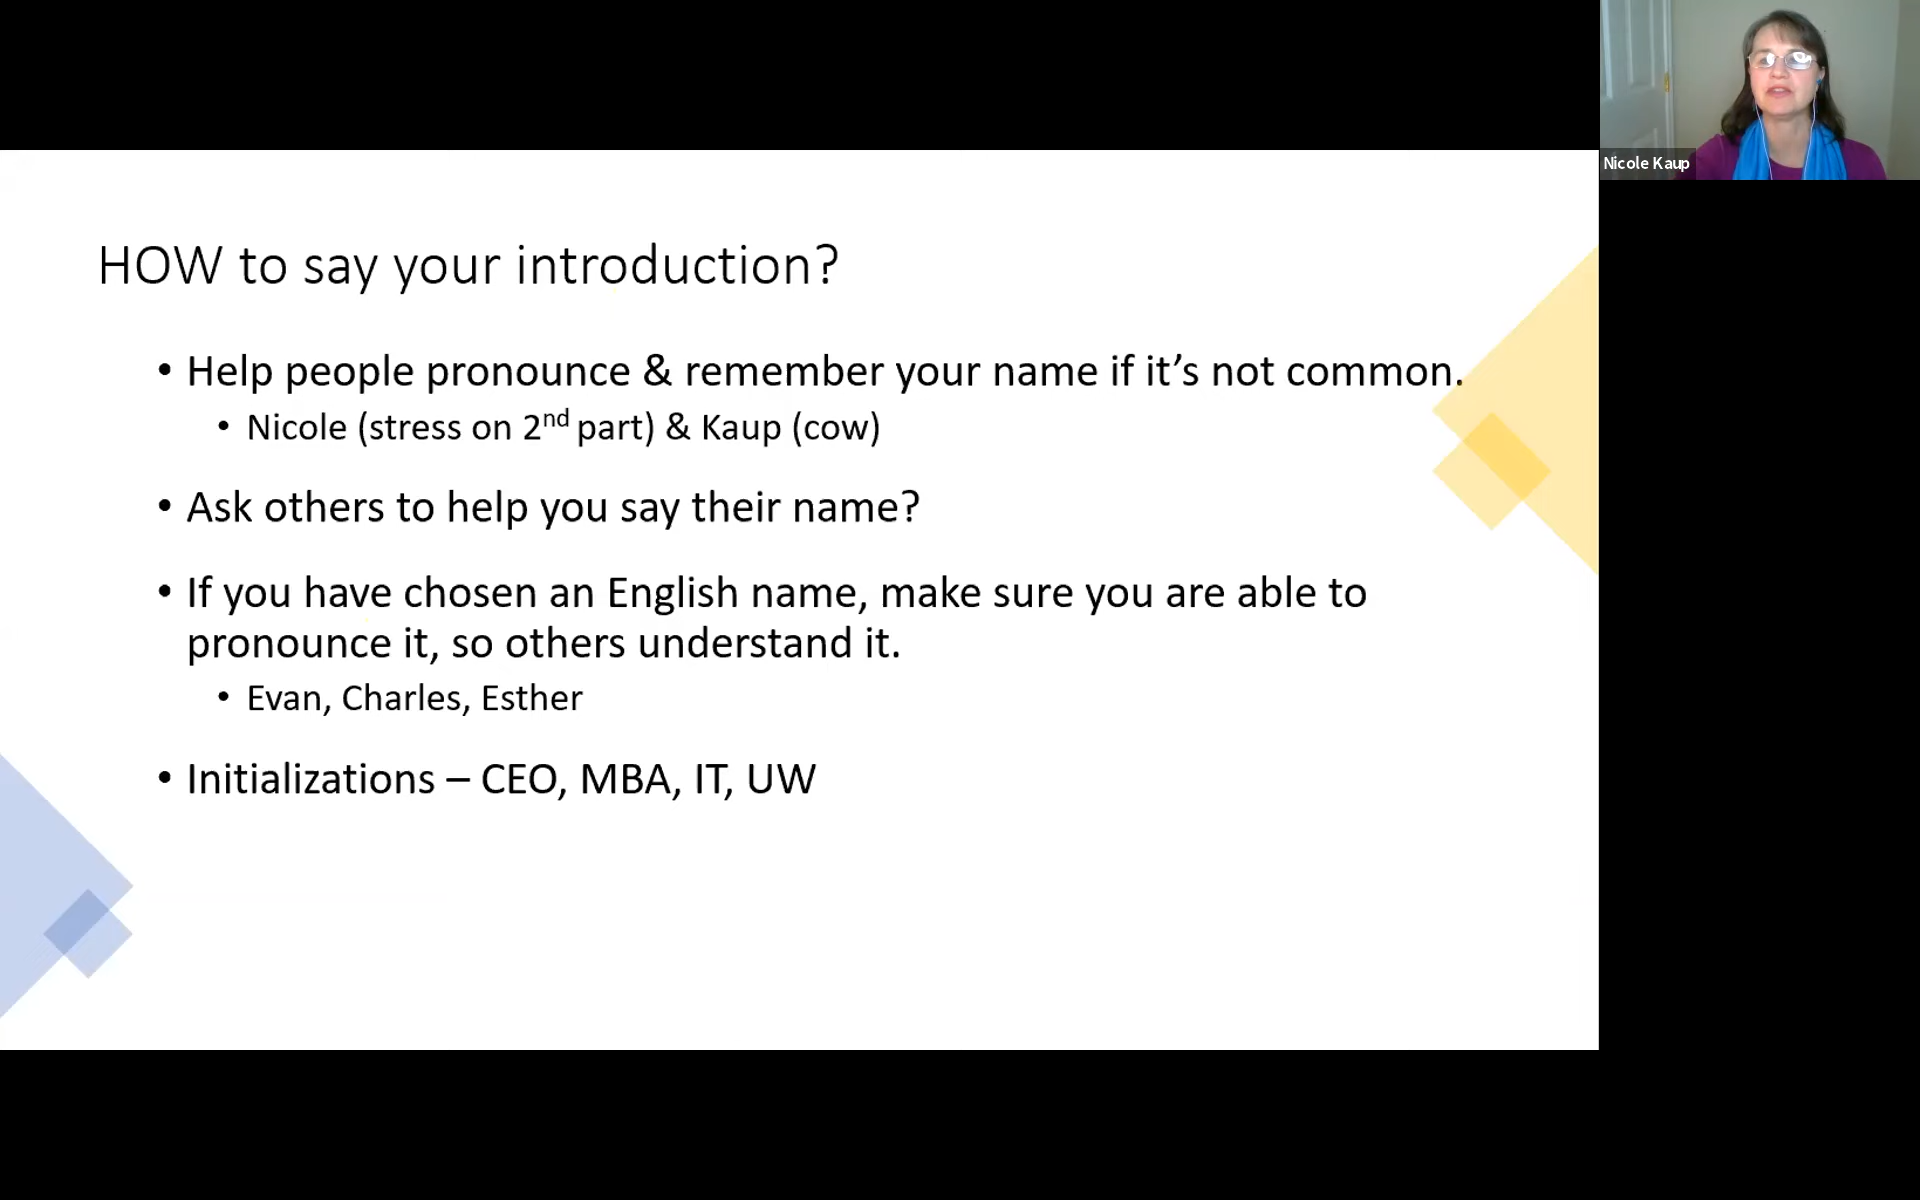 Nicole Kaup
HOW to say your introduction?
• Help people pronounce & remember your name if it’s not common.
• Nicole (stress on 2nd part) & Kaup (cow)
• Ask others to help you say their name?
• If you have chosen an English name, make sure you are able to
pronounce it, so others understand it.
• Evan, Charles, Esther
• Initializations – CEO, MBA, IT, UW